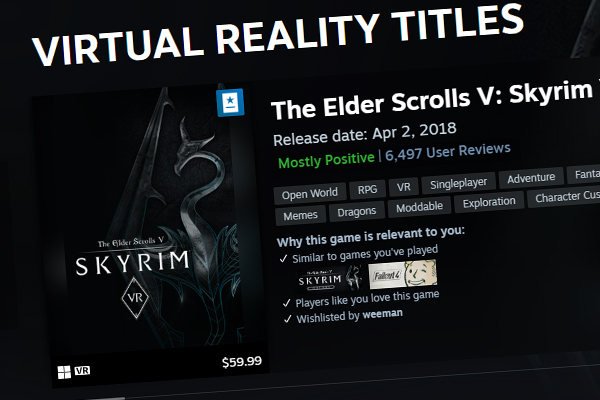 VIRTUAL REALITY TITLES
The Elder Scrolls V: Skyrim
Release date: Apr 2, 2018
Mostly Positive | 6,497 User Reviews
Open World RPG VR Singleplayer Adventure Fanta
Memes Dragons Moddable Exploration Character Cus
Why this game is relevant to you:
✓ Similar to games you've played
SKYRIM Fallout 4
✓ Players like you love this game
✓ Wishlisted by weeman
The Elder Scrolls V
SKYRIM
VR
VR $59.99